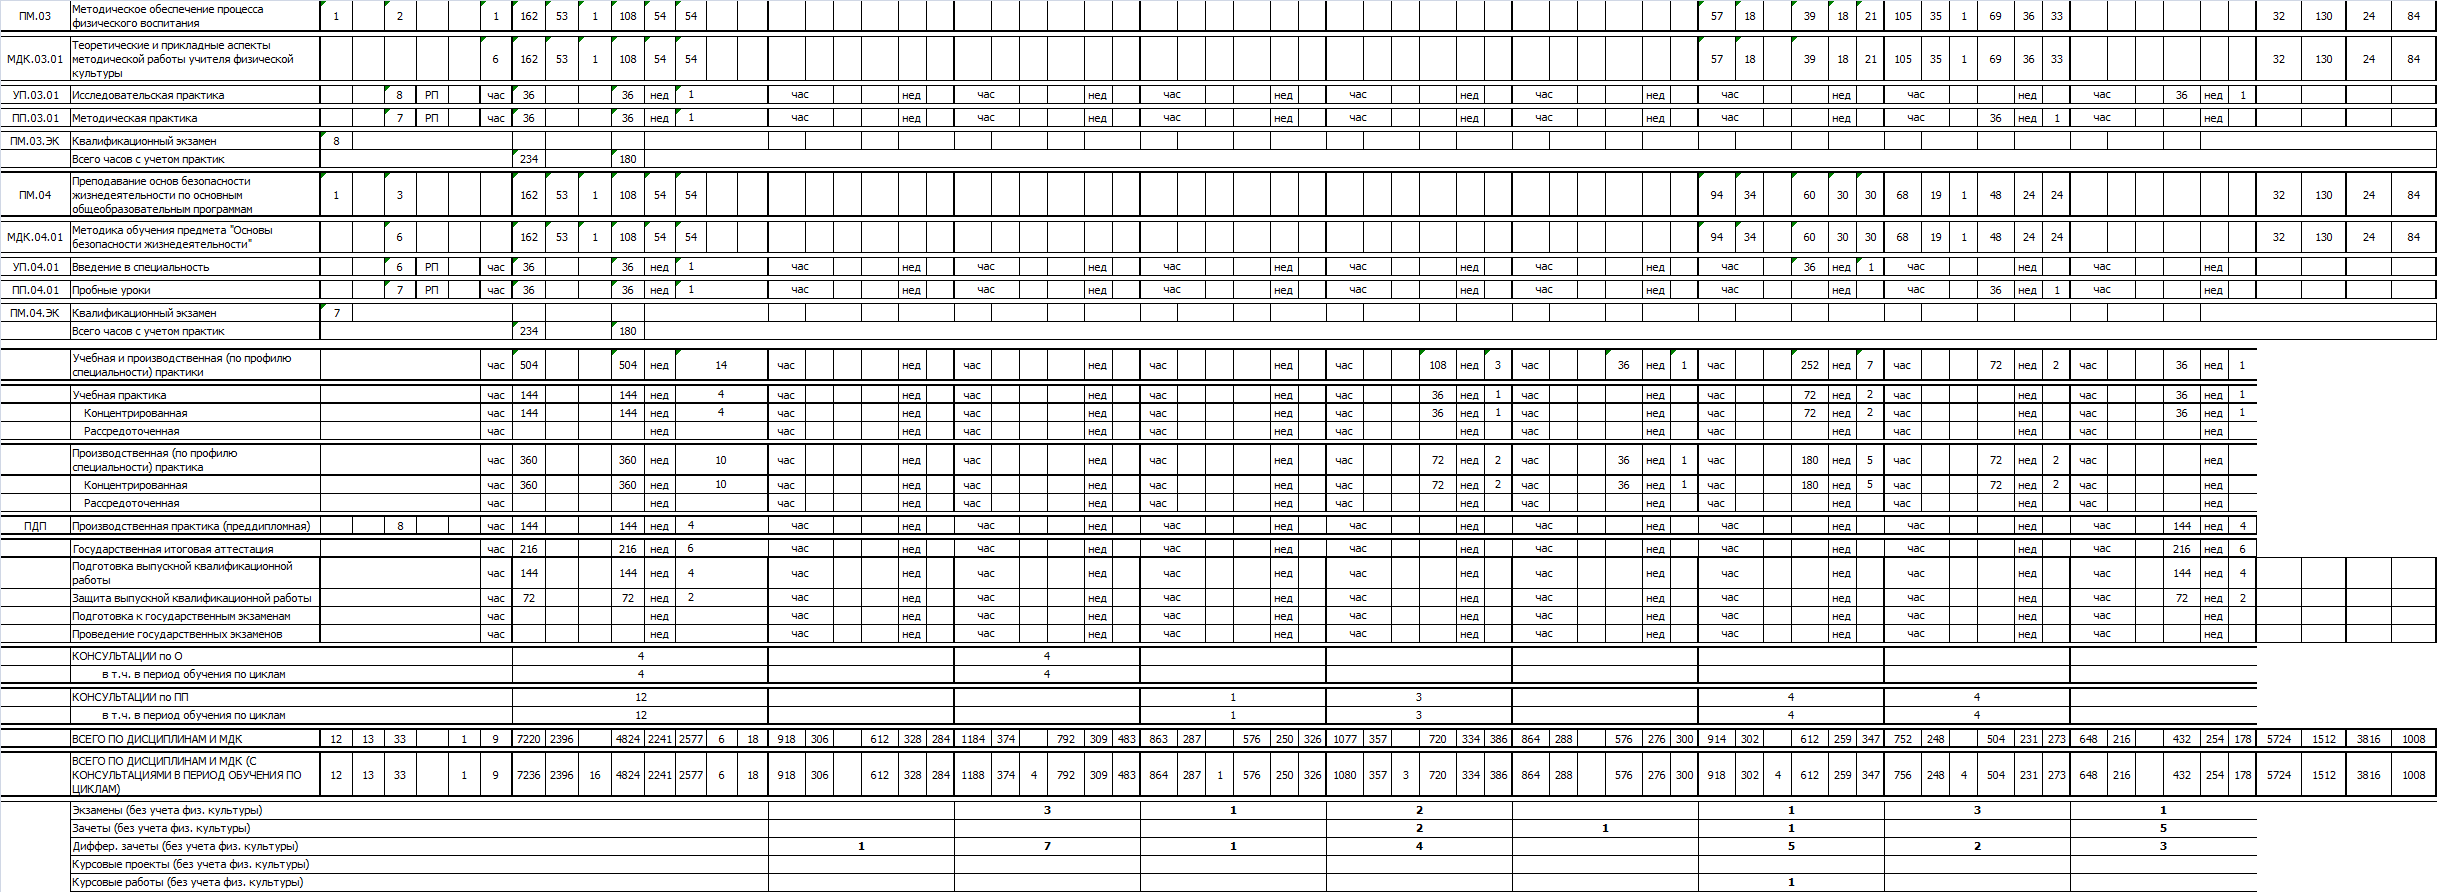 ПМ.03 Методическое обеспечение процесса физического воспитания 1 2 1 162 53 1 108 54 54 57 18 39 18 21 105 35 1 69 36 33 32 130 24 84
МДК.03.01 Теоретические и прикладные аспекты методической работы учителя физической культуры 6 162 53 1 108 54 54 57 18 39 18 21 105 35 1 69 36 33 32 130 24 84
УП.03.01 Исследовательская практика 8 РП час 36 36 нед 1 час нед час нед час нед час нед час нед час нед час нед час 36 нед 1
ПП.03.01 Методическая практика 7 РП час 36 36 нед 1 час нед час нед час нед час нед час нед час нед час 36 нед 1 час нед
ПМ.03.ЭК Квалификационный экзамен 8
Всего часов с учетом практик 234 180
ПМ.04 Преподавание основ безопасности жизнедеятельности по основным общеобразовательным программам 1 3 162 53 1 108 54 54 94 34 60 30 30 68 19 1 48 24 24 32 130 24 84
МДК.04.01 Методика обучения предмета "Основы безопасности жизнедеятельности" 6 162 53 1 108 54 54 94 34 60 30 30 68 19 1 48 24 24 32 130 24 84
УП.04.01 Введение в специальность 6 РП час 36 36 нед 1 час нед час нед час нед час нед час нед час 36 нед 1 час нед час нед
ПП.04.01 Пробные уроки 7 РП час 36 36 нед 1 час нед час нед час нед час нед час нед час нед час 36 нед 1 час нед
ПМ.04.ЭК Квалификационный экзамен 7
Всего часов с учетом практик 234 180
Учебная и производственная (по профилю специальности) практики час 504 504 нед 14 час нед час нед час нед час 108 нед 3 час 36 нед 1 час 252 нед 7 час 72 нед 2 час 36 нед 1
Учебная практика час 144 144 нед 4 час нед час нед час нед час 36 нед 1 час нед час 72 нед 2 час нед час 36 нед 1
Концентрированная час 144 144 нед 4 час нед час нед час нед час 36 нед 1 час нед час 72 нед 2 час нед час 36 нед 1
Рассредоточенная час нед час нед час нед час нед час нед час нед час нед час нед час нед
Производственная (по профилю специальности) практика час 360 360 нед 10 час нед час нед час нед час 72 нед 2 час 36 нед 1 час 180 нед 5 час 72 нед 2 час нед
Концентрированная час 360 360 нед 10 час нед час нед час нед час 72 нед 2 час 36 нед 1 час 180 нед 5 час 72 нед 2 час нед
Рассредоточенная час нед час нед час нед час нед час нед час нед час нед час нед час нед
ПДП Производственная практика (преддипломная) 8 час 144 144 нед 4 час нед час нед час нед час нед час нед час нед час нед час 144 нед 4
Государственная итоговая аттестация час 216 216 нед 6 час нед час нед час нед час нед час нед час нед час нед час 216 нед 6
Подготовка выпускной квалификационной работы час 144 144 нед 4 час нед час нед час нед час нед час нед час нед час нед час 144 нед 4
Защита выпускной квалификационной работы час 72 72 нед 2 час нед час нед час нед час нед час нед час нед час нед час 72 нед 2
Подготовка к государственным экзаменам час нед час нед час нед час нед час нед час нед час нед час нед час нед
Проведение государственных экзаменов час нед час нед час нед час нед час нед час нед час нед час нед час нед
КОНСУЛЬТАЦИИ по О 4 4
в т.ч. в период обучения по циклам 4 4
КОНСУЛЬТАЦИИ по ПП 12 1 3 4 4
в т.ч. в период обучения по циклам 12 1 3 4 4
ВСЕГО ПО ДИСЦИПЛИНАМ И МДК 12 13 33 1 9 7220 2396 4824 2241 2577 6 18 918 306 612 328 284 1184 374 792 309 483 863 287 576 250 326 1077 357 720 334 386 864 288 576 276 300 914 302 612 259 347 752 248 504 231 273 648 216 432 254 178 5724 1512 3816 1008
ВСЕГО ПО ДИСЦИПЛИНАМ И МДК (С КОНСУЛЬТАЦИЯМИ В ПЕРИОД ОБУЧЕНИЯ ПО ЦИКЛАМ) 12 13 33 1 9 7236 2396 16 4824 2241 2577 6 18 918 306 612 328 284 1188 374 4 792 309 483 864 287 1 576 250 326 1080 357 3 720 334 386 864 288 576 276 300 918 302 4 612 259 347 756 248 4 504 231 273 648 216 432 254 178 5724 1512 3816 1008
Экзамены (без учета физ. культуры) 3 1 2 1 3 1
Зачеты (без учета физ. культуры) 2 1 1 5
Диффер. зачеты (без учета физ. культуры) 1 7 1 4 5 2 3
Курсовые проекты (без учета физ. культуры)
Курсовые работы (без учета физ. культуры) 1